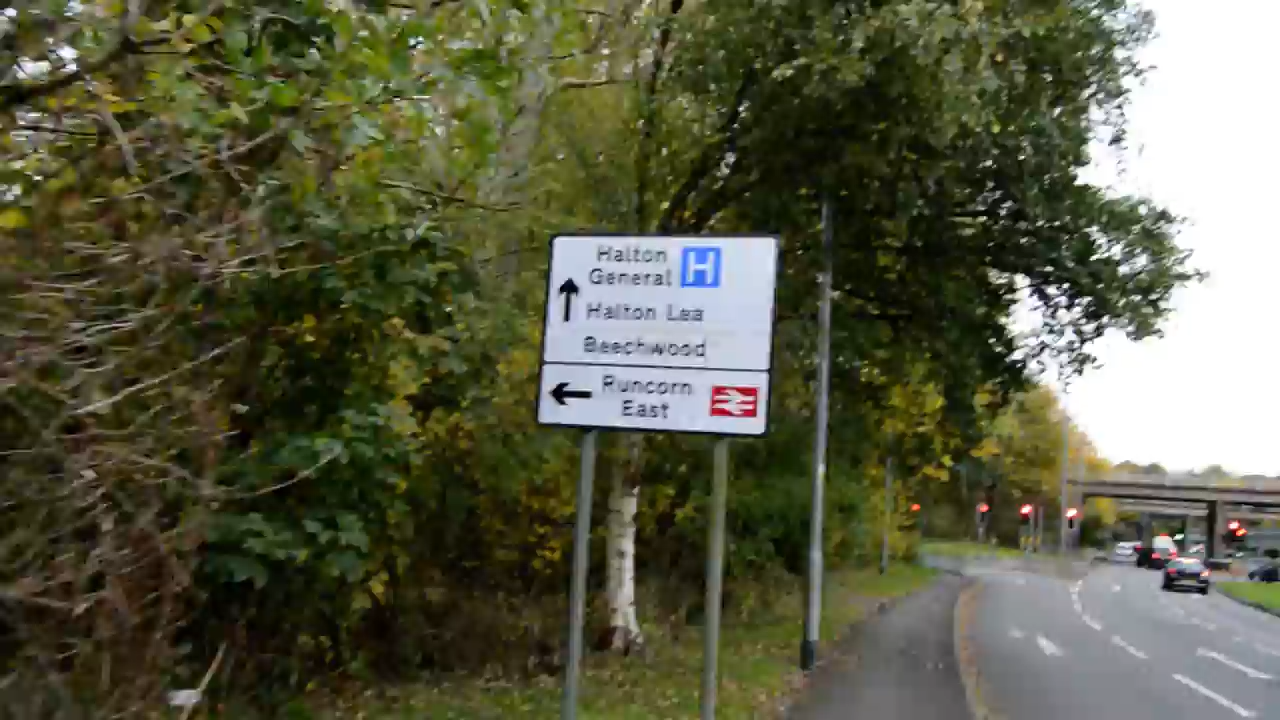 Halton
General H
Halton Lea
Beechwood
Runcorn
East